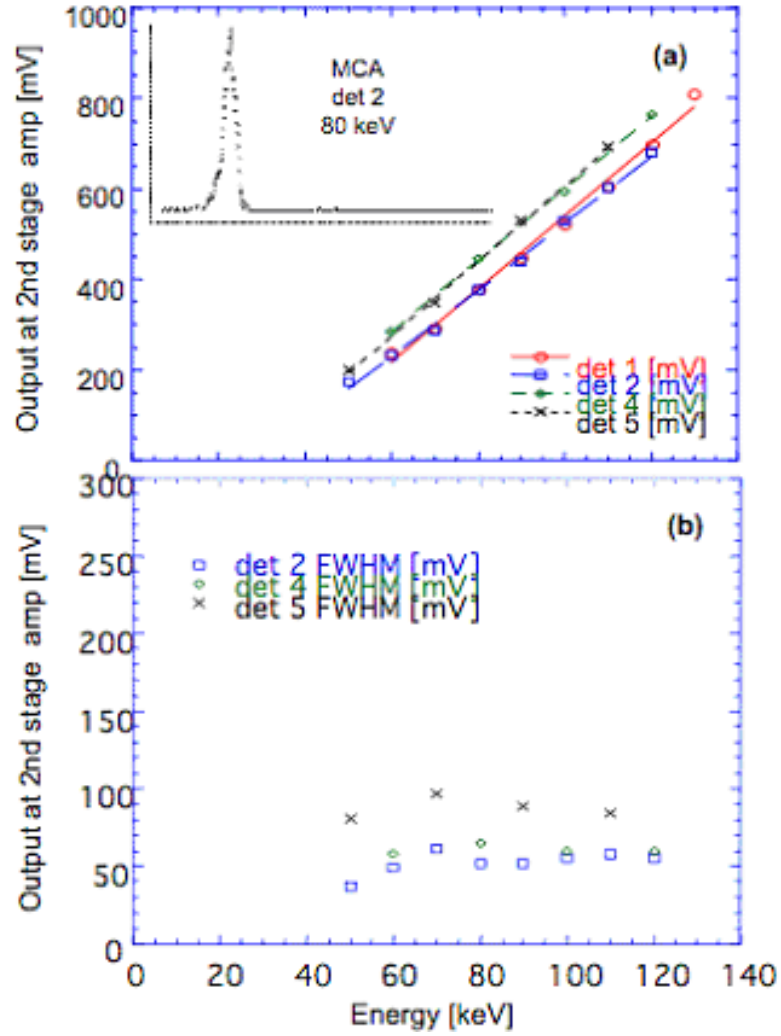 1000
800
600
400
200
0
Output at 2nd stage amp [mV]
MCA
det 2
80 keV
(a)
det 1 [mV]
det 2 [mV]
det 4 [mV]
det 5 [mV]
300
250
200
150
100
50
0
Output at 2nd stage amp [mV]
(b)
det 2 FWHM [mV]
det 4 FWHM [mV]
det 5 FWHM [mV]
0 20 40 60 80 100 120 140
Energy [keV]